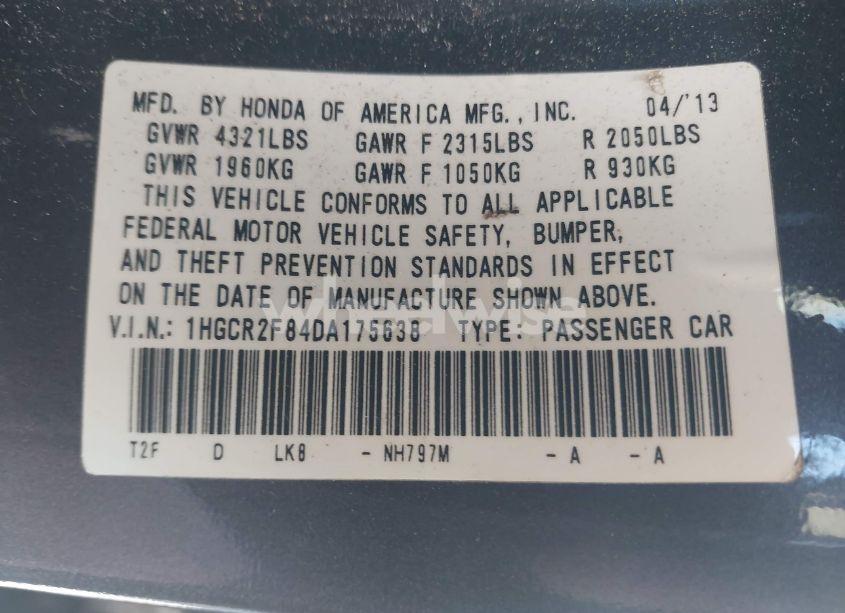 MFD. BY HONDA OF AMERICA MFG., INC. 04/'13
GVWR 4321LBS GAWR F 2315LBS R 2050LBS
GVWR 1960KG GAWR F 1050KG R 930KG
THIS VEHICLE CONFORMS TO ALL APPLICABLE
FEDERAL MOTOR VEHICLE SAFETY, BUMPER,
AND THEFT PREVENTION STANDARDS IN EFFECT
ON THE DATE OF MANUFACTURE SHOWN ABOVE.
wheelwise
V.I.N.: 1HGCR2F84DA175638 TYPE: PASSENGER CAR
T2F D LK8 - NH797M - A - A